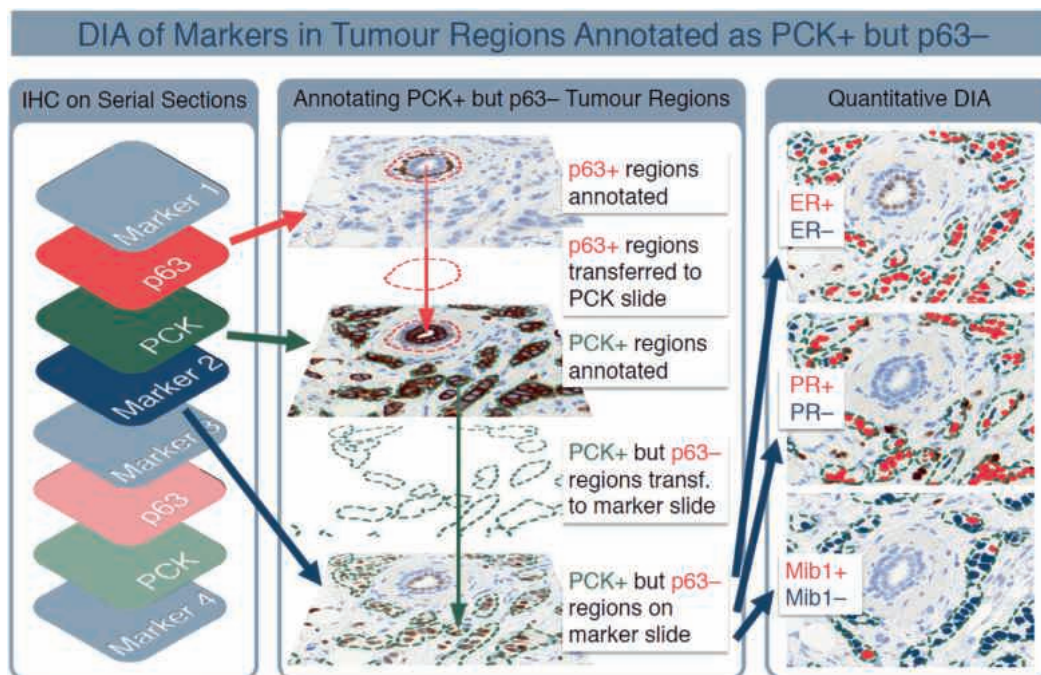 DIA of Markers in Tumour Regions Annotated as PCK+ but p63–
IHC on Serial Sections
Marker 1
p63
PCK
Marker 2
Marker 3
p63
PCK
Marker 4
Annotating PCK+ but p63– Tumour Regions
p63+ regions
annotated
p63+ regions
transferred to
PCK slide
PCK+ regions
annotated
PCK+ but p63–
regions transf.
to marker slide
PCK+ but p63–
regions on
marker slide
Quantitative DIA
ER+
ER–
PR+
PR–
Mib1+
Mib1–